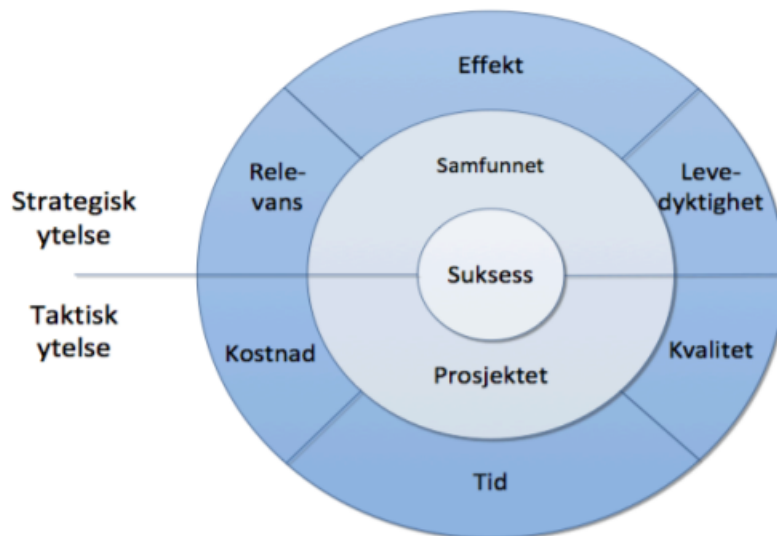 Effekt
Samfunnet
Rele-
vans
Leve-
dyktighet
Strategisk
ytelse
Suksess
Taktisk
ytelse
Kostnad
Prosjektet
Kvalitet
Tid